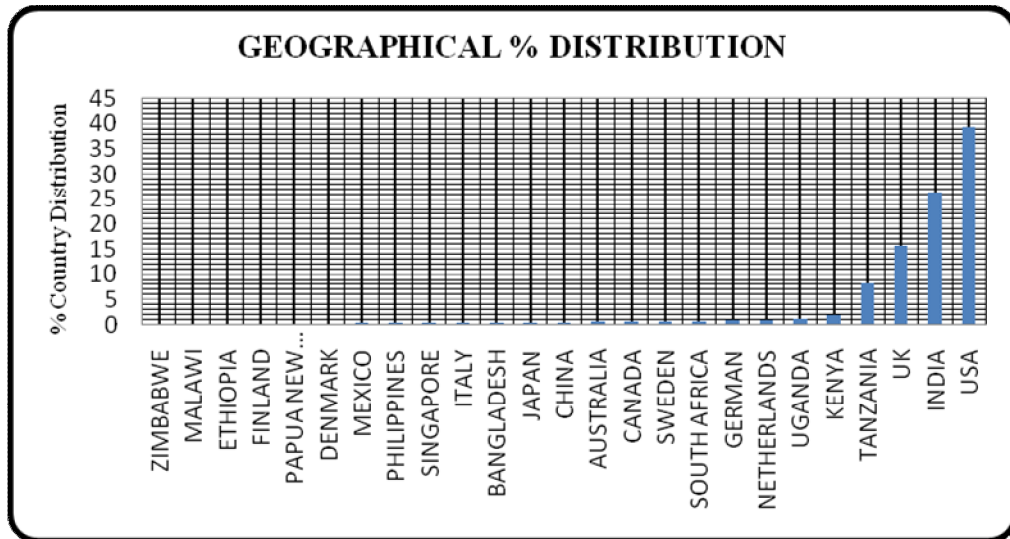 GEOGRAPHICAL % DISTRIBUTION
% Country Distribution
45
40
35
30
25
20
15
10
5
0
ZIMBABWE
MALAWI
ETHIOPIA
FINLAND
PAPUA NEW...
DENMARK
MEXICO
PHILIPPINES
SINGAPORE
ITALY
BANGLADESH
JAPAN
CHINA
AUSTRALIA
CANADA
SWEDEN
SOUTH AFRICA
GERMAN
NETHERLANDS
UGANDA
KENYA
TANZANIA
UK
INDIA
USA